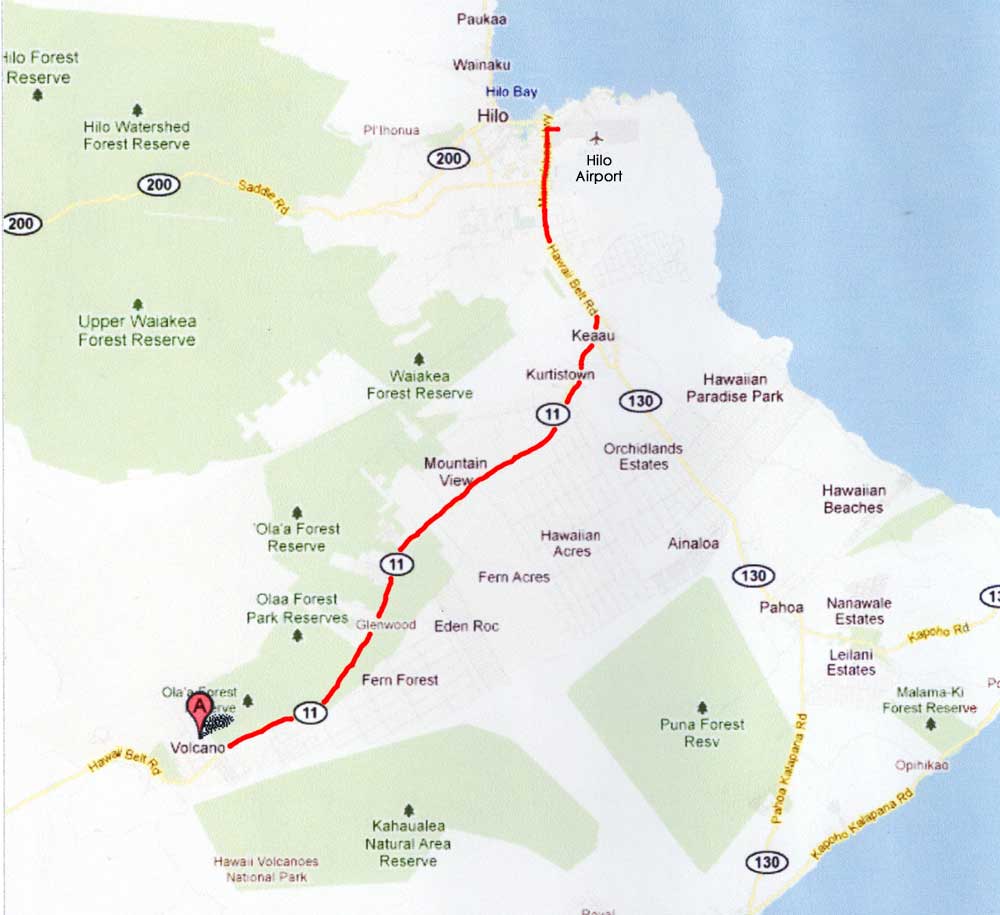 Paukaa
Wainaku
Hilo Bay
Hilo
Pi'Ihonua
Hilo
Airport
Hilo Forest
Reserve
Hilo Watershed
Forest Reserve
200
200
200
Saddle Rd
Hawaii Belt Rd
Upper Waiakea
Forest Reserve
Keaau
Kurtistown
Waiakea
Forest Reserve
11
130
Hawaiian
Paradise Park
Orchidlands
Estates
Mountain
View
Hawaiian
Beaches
'Ola'a Forest
Reserve
Hawaiian
Acres
Ainaloa
11
Fern Acres
130
Pahoa
Nanawale
Estates
Olaa Forest
Park Reserves
Glenwood
Eden Roc
Kapoho Rd
Leilani
Estates
Fern Forest
Ola'a Forest
A
11
Malama-Ki
Forest Reserve
Puna Forest
Resv
Volcano
Hawaii Belt Rd
Opihikao
Pahoa Kalapana Rd
Kapoho Kalapana Rd
Kahaualea
Natural Area
Reserve
Hawaii Volcanoes
National Park
130